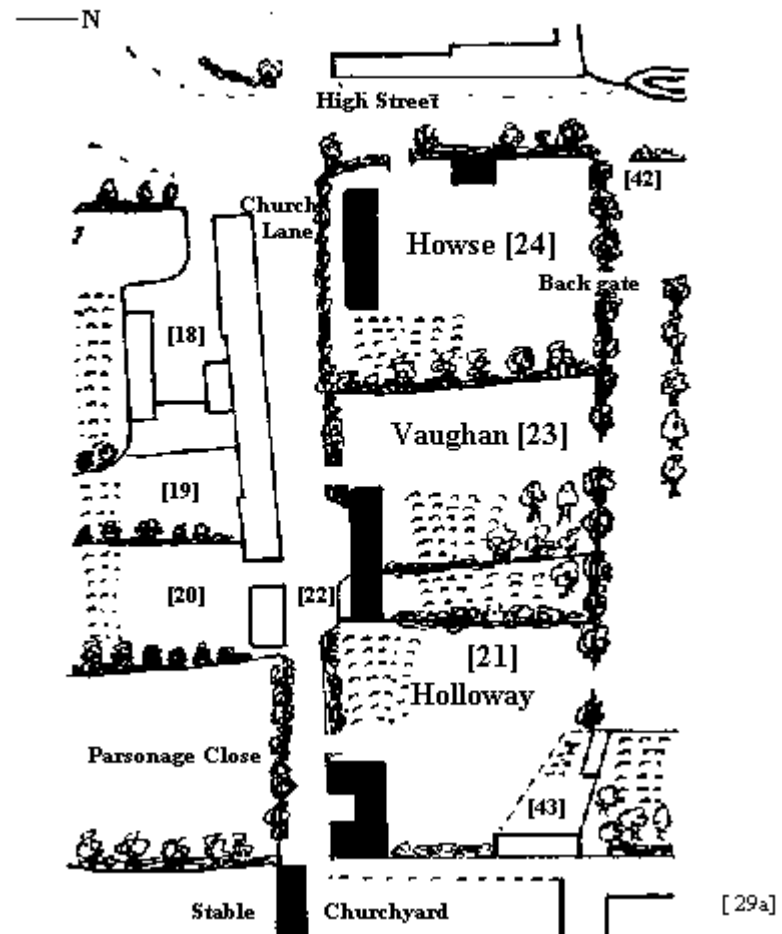 N
High Street
[42]
Church
Lane
7
Howse [24]
Back gate
[18]
Vaughan [23]
[19]
[20]
[22]
[21]
Holloway
Parsonage Close
[43]
Stable
Churchyard
[29a]